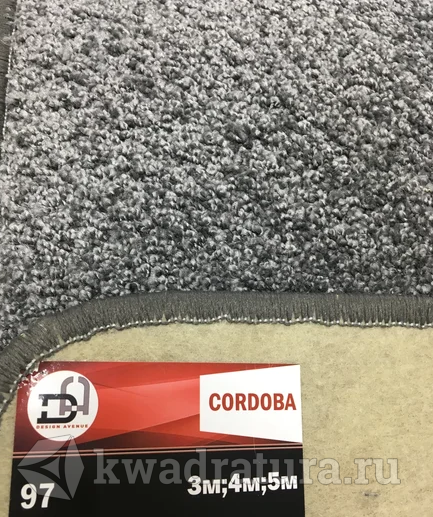 DA
DESIGN AVENUE
CORDOBA
97
3м;4м;5м
kwadratura.ru